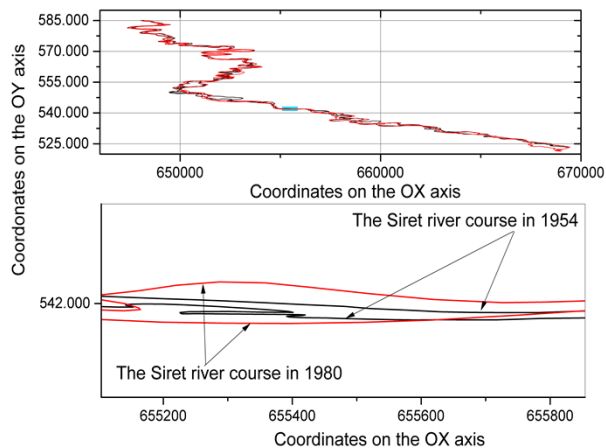 585.000
570.000
555.000
540.000
525.000
650000
660000
670000
Coordinates on the OX axis
Coordonates on the OY axis
The Siret river course in 1954
542.000
The Siret river course in 1980
655200
655400
655600
655800
Coordinates on the OX axis